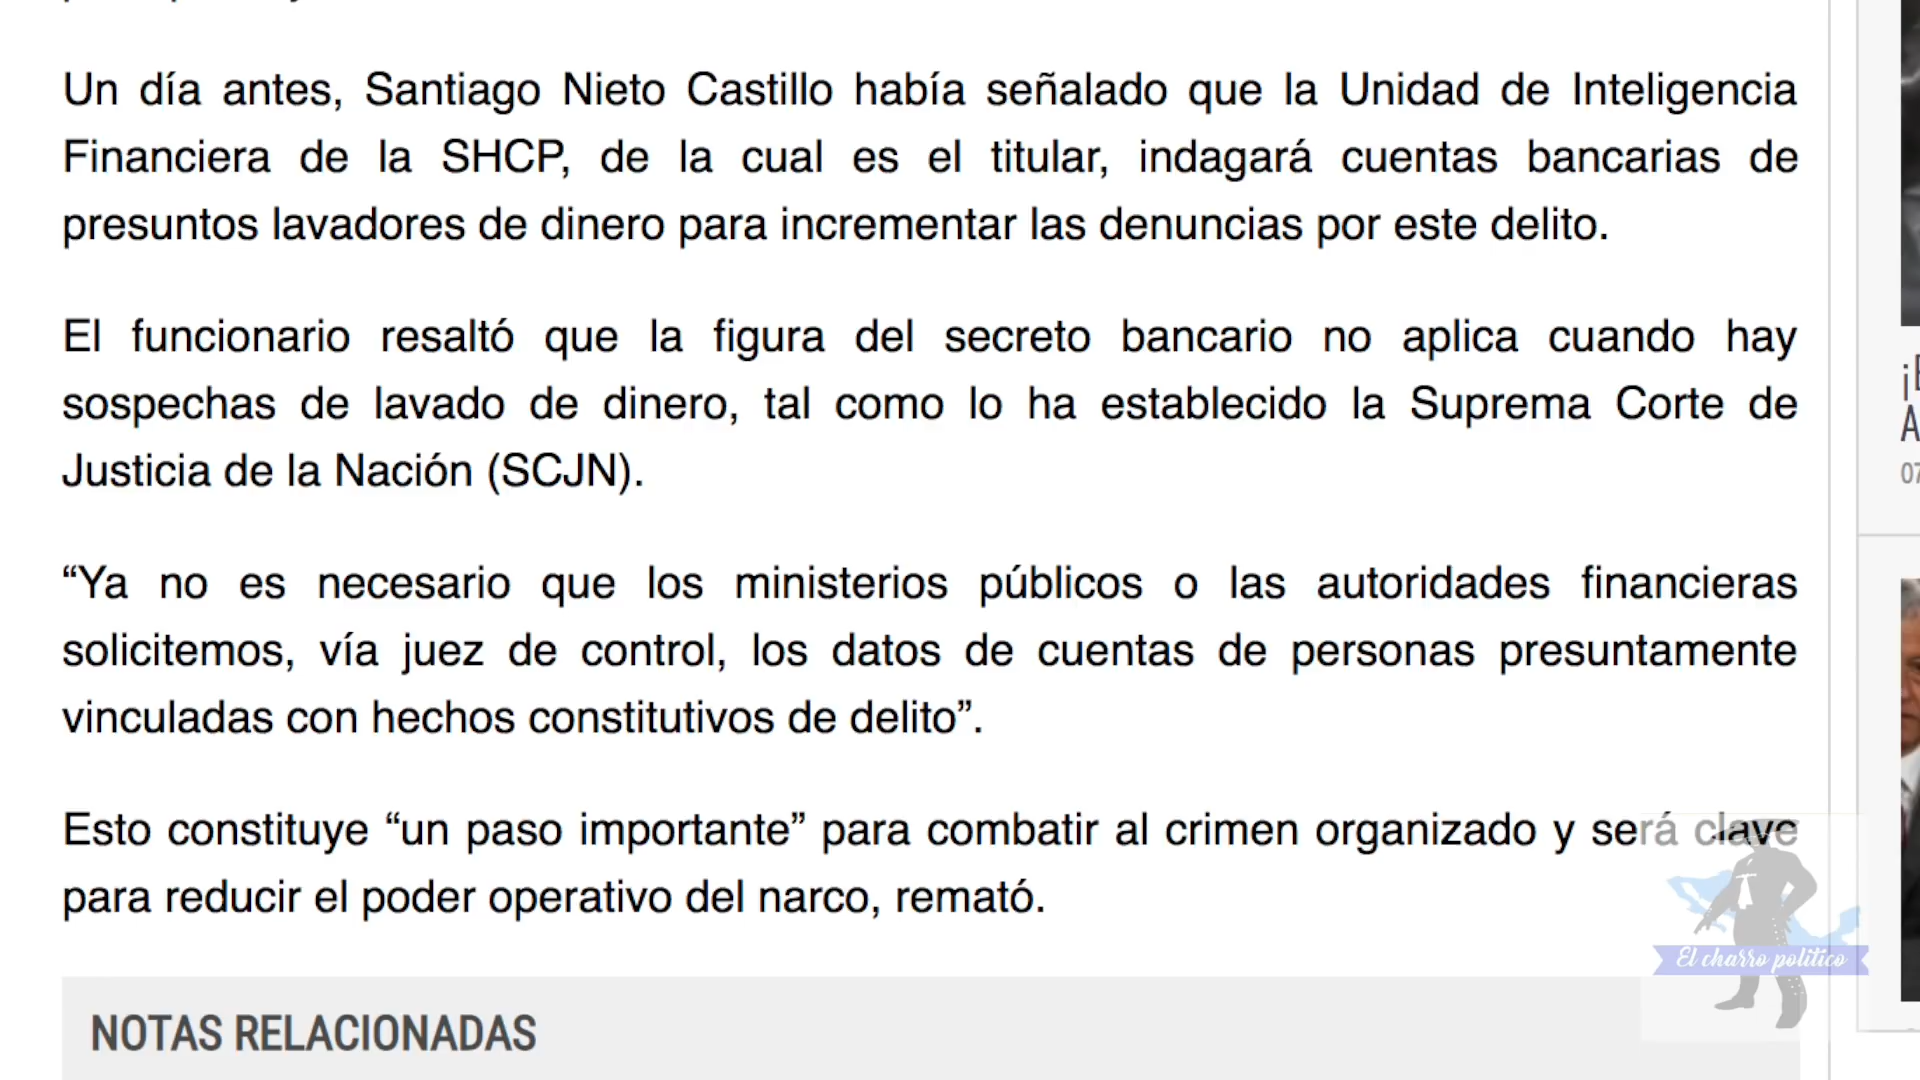 Un día antes, Santiago Nieto Castillo había señalado que la Unidad de Inteligencia
Financiera de la SHCP, de la cual es el titular, indagará cuentas bancarias de
presuntos lavadores de dinero para incrementar las denuncias por este delito.
El funcionario resaltó que la figura del secreto bancario no aplica cuando hay
sospechas de lavado de dinero, tal como lo ha establecido la Suprema Corte de
Justicia de la Nación (SCJN).
“Ya no es necesario que los ministerios públicos o las autoridades financieras
solicitemos, vía juez de control, los datos de cuentas de personas presuntamente
vinculadas con hechos constitutivos de delito”.
Esto constituye “un paso importante” para combatir al crimen organizado y será clave
para reducir el poder operativo del narco, remató.
El charro político
NOTAS RELACIONADAS
A
07